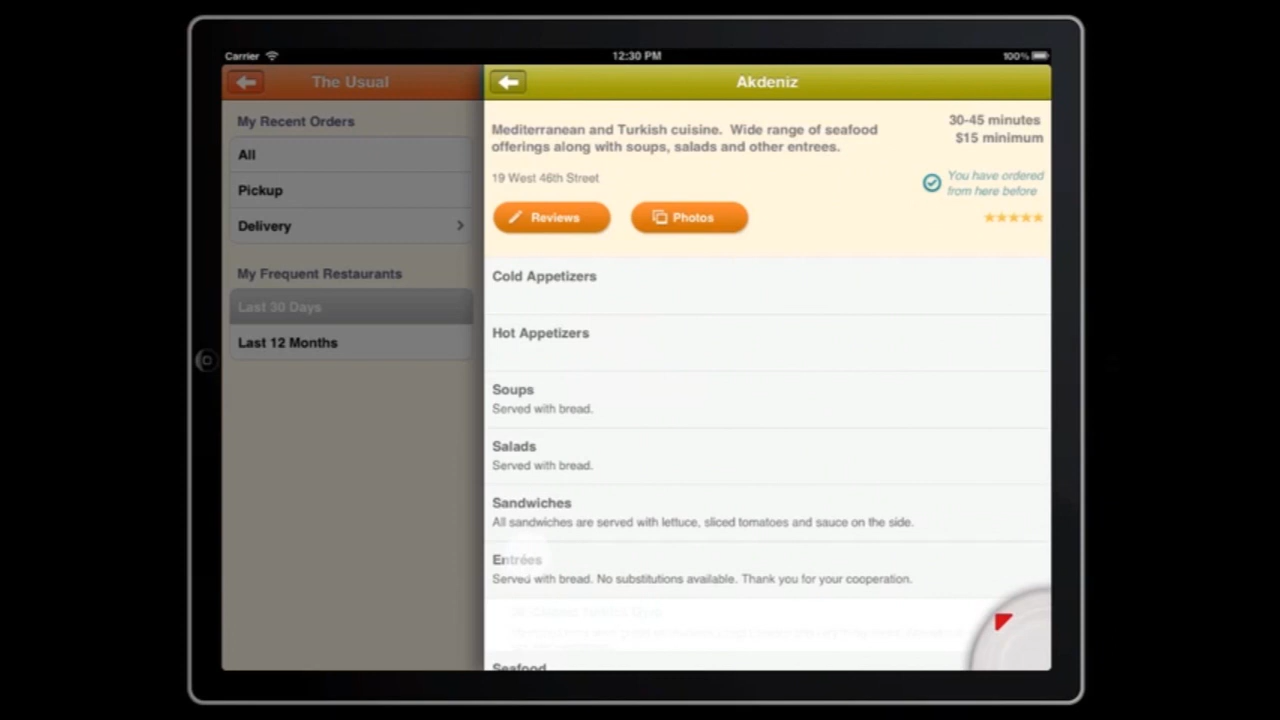 Carrier
12:30 PM
100%
The Usual
Akdeniz
My Recent Orders
All
Pickup
Delivery
My Frequent Restaurants
Last 30 Days
Last 12 Months
Mediterranean and Turkish cuisine. Wide range of seafood
offerings along with soups, salads and other entrees.
30-45 minutes
$15 minimum
19 West 46th Street
You have ordered
from here before
Reviews
Photos
Cold Appetizers
Hot Appetizers
Soups
Served with bread.
Salads
Served with bread.
Sandwiches
All sandwiches are served with lettuce, sliced tomatoes and sauce on the side.
Entrées
Served with bread. No substitutions available. Thank you for your cooperation.
Seafood